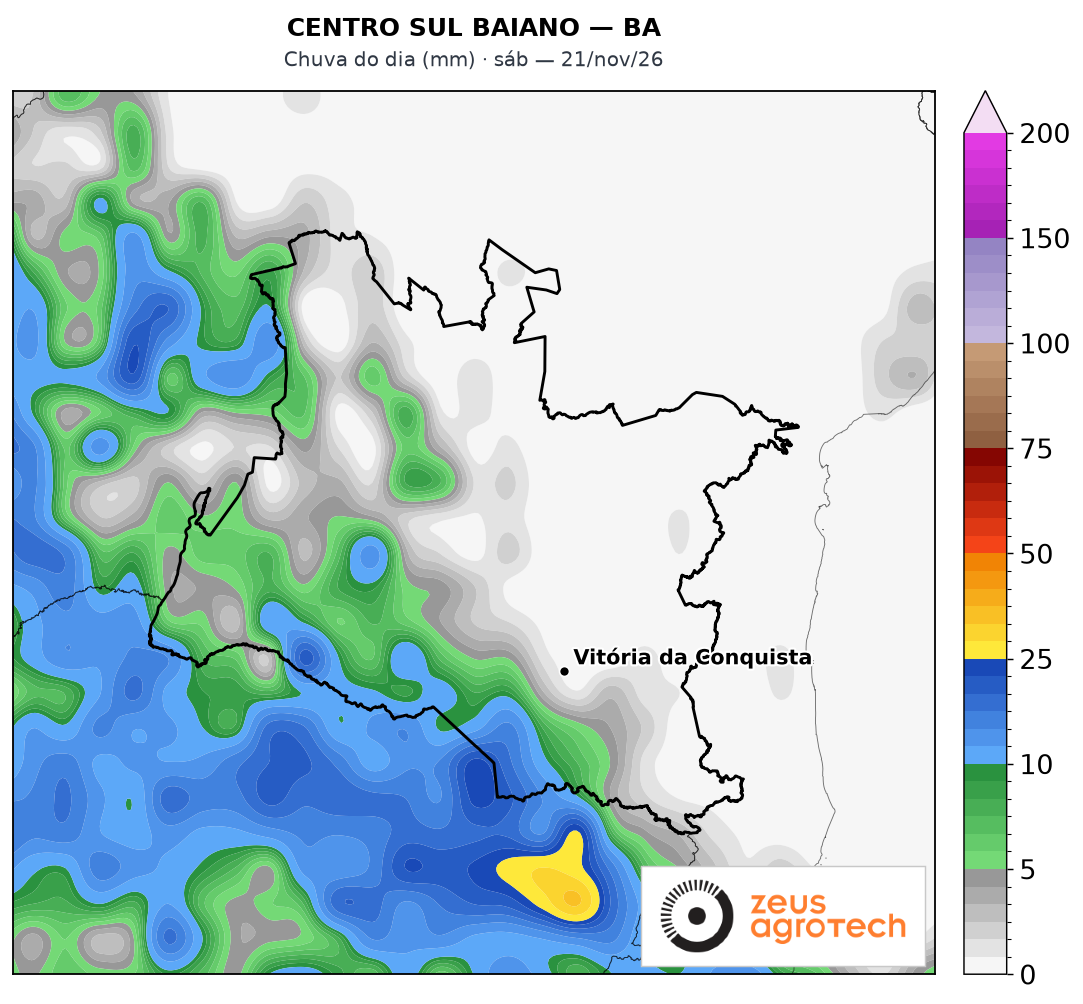 CENTRO SUL BAIANO — BA
Chuva do dia (mm) · sáb — 21/nov/26
200
150
100
75
50
25
10
5
0
Vitória da Conquista
zeus
agrotech